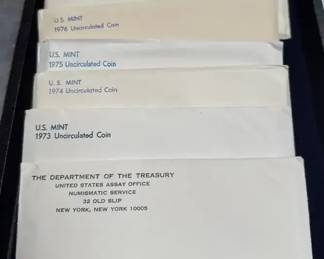 U.S. MINT
1976 Uncirculated Coin
U.S. MINT
1975 Uncirculated Coin
U.S. MINT
1974 Uncirculated Coin
U.S. MINT
1973 Uncirculated Coin
THE DEPARTMENT OF THE TREASURY
UNITED STATES ASSAY OFFICE
NUMISMATIC SERVICE
32 OLD SLIP
NEW YORK, NEW YORK 10005